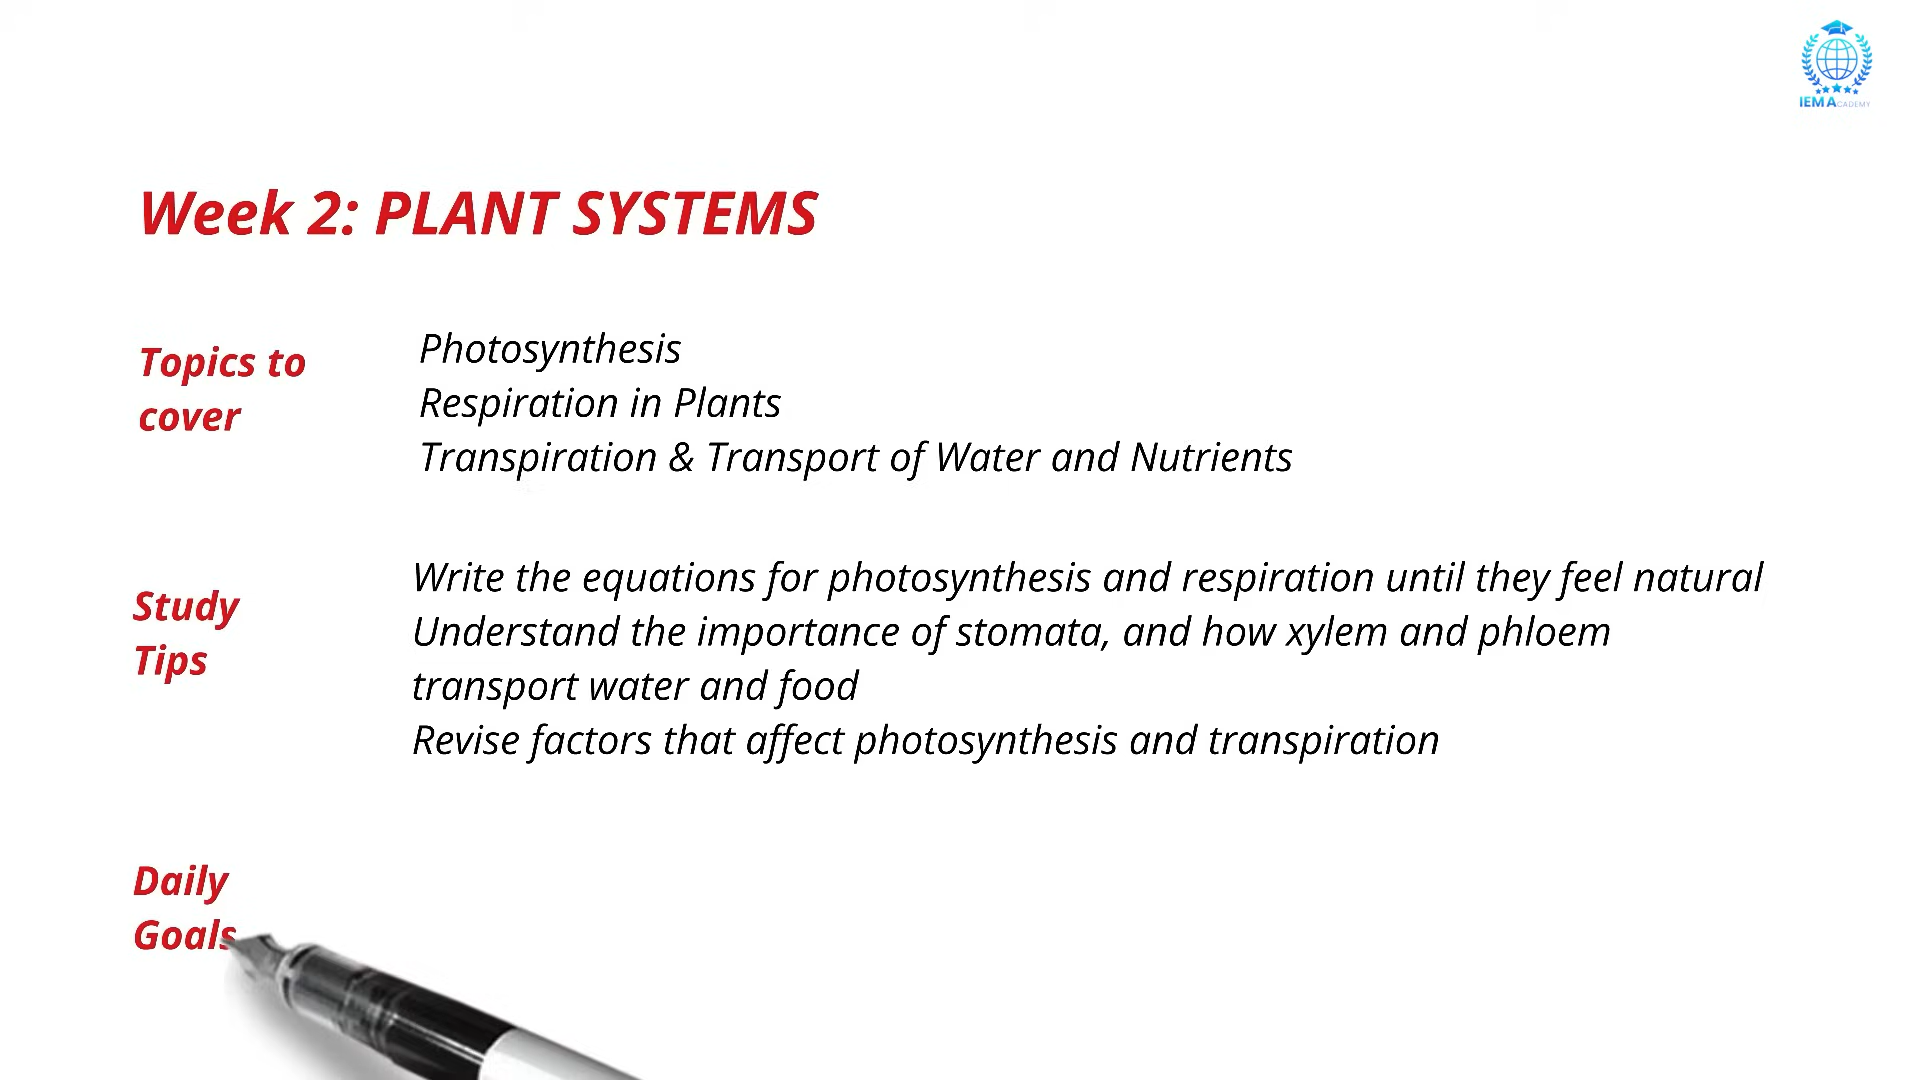 IEM ACADEMY
Week 2: PLANT SYSTEMS
Topics to
cover
Photosynthesis
Respiration in Plants
Transpiration & Transport of Water and Nutrients
Study
Tips
Write the equations for photosynthesis and respiration until they feel natural
Understand the importance of stomata, and how xylem and phloem
transport water and food
Revise factors that affect photosynthesis and transpiration
Daily
Goals